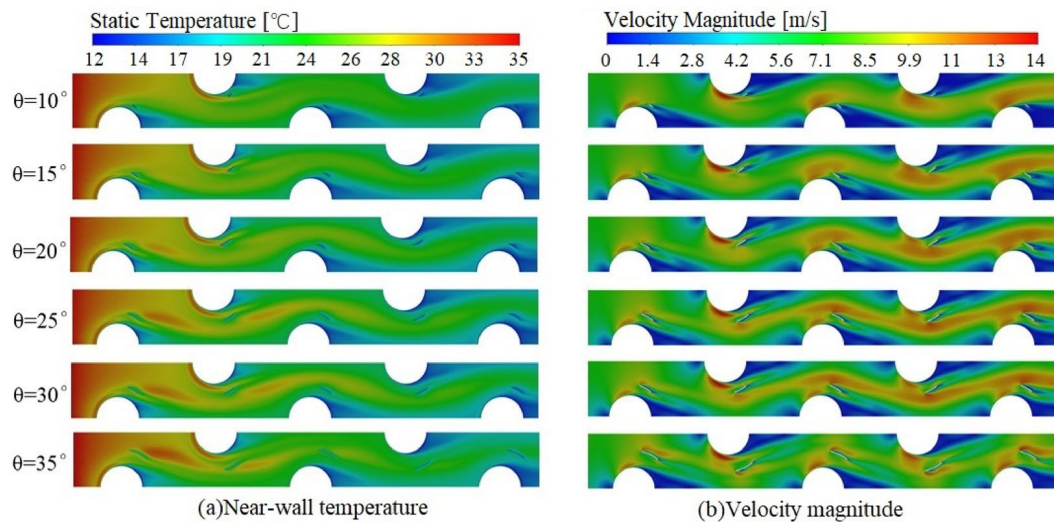 Static Temperature [℃]
12 14 17 19 21 24 26 28 30 33 35
Velocity Magnitude [m/s]
0 1.4 2.8 4.2 5.6 7.1 8.5 9.9 11 13 14
θ=10°
θ=15°
θ=20°
θ=25°
θ=30°
θ=35°
(a)Near-wall temperature
(b)Velocity magnitude